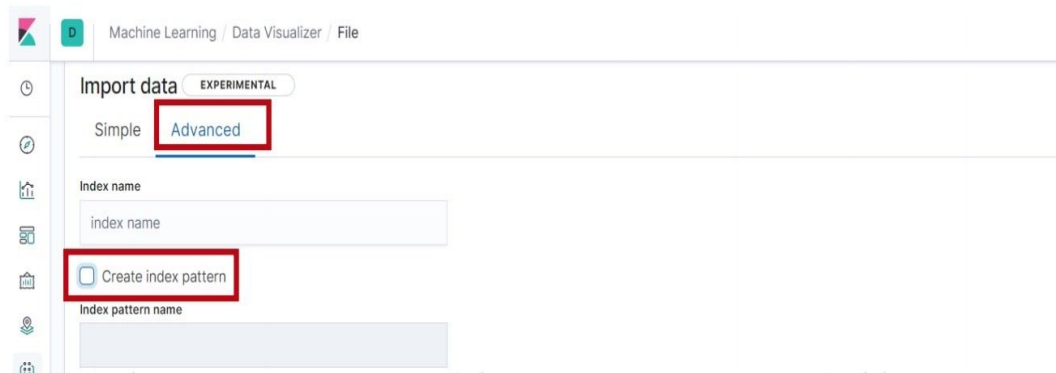 D Machine Learning / Data Visualizer / File
Import data EXPERIMENTAL
Simple Advanced
Index name
index name
Create index pattern
Index pattern name